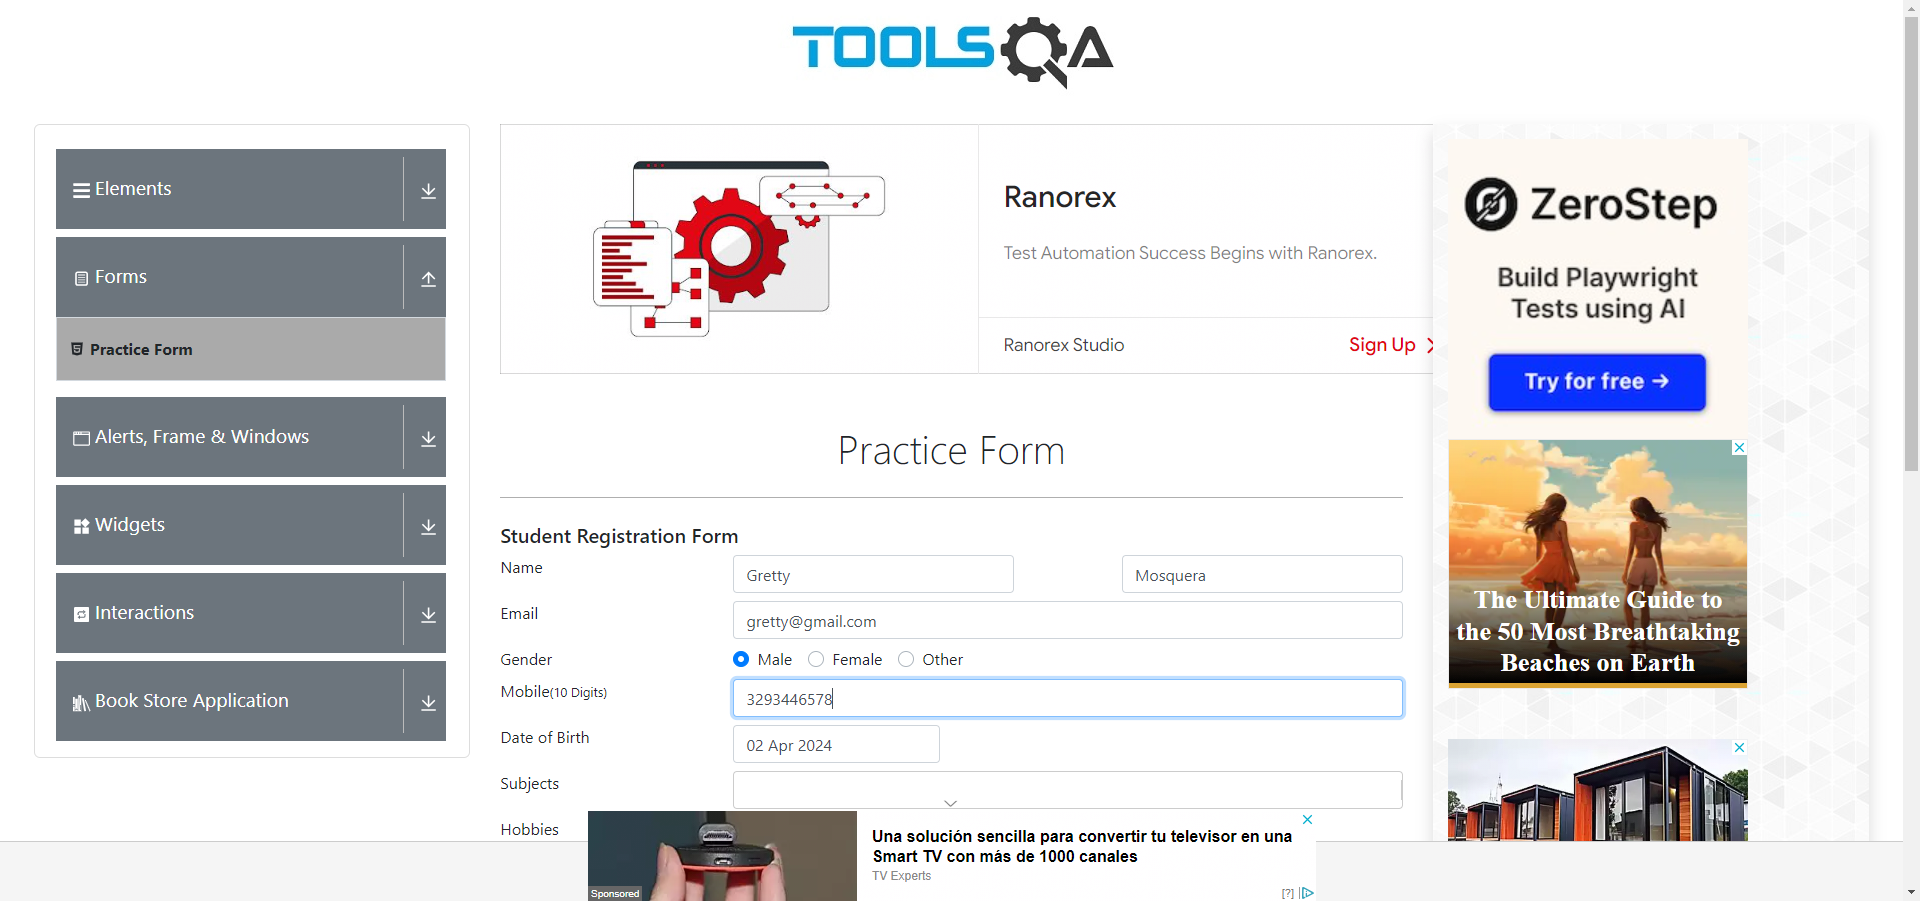 TOOLSQA
Elements
Forms
Practice Form
Alerts, Frame & Windows
Widgets
Interactions
Book Store Application
Ranorex
Test Automation Success Begins with Ranorex.
Ranorex Studio
Sign Up
Practice Form
Student Registration Form
Name
Gretty
Mosquera
Email
gretty@gmail.com
Gender
Male
Female
Other
Mobile(10 Digits)
3293446578
Date of Birth
02 Apr 2024
Subjects
Hobbies
Una solución sencilla para convertir tu televisor en una
Smart TV con más de 1000 canales
TV Experts
Sponsored
[?]
ZeroStep
Build Playwright
Tests using AI
Try for free →
The Ultimate Guide to
the 50 Most Breathtaking
Beaches on Earth